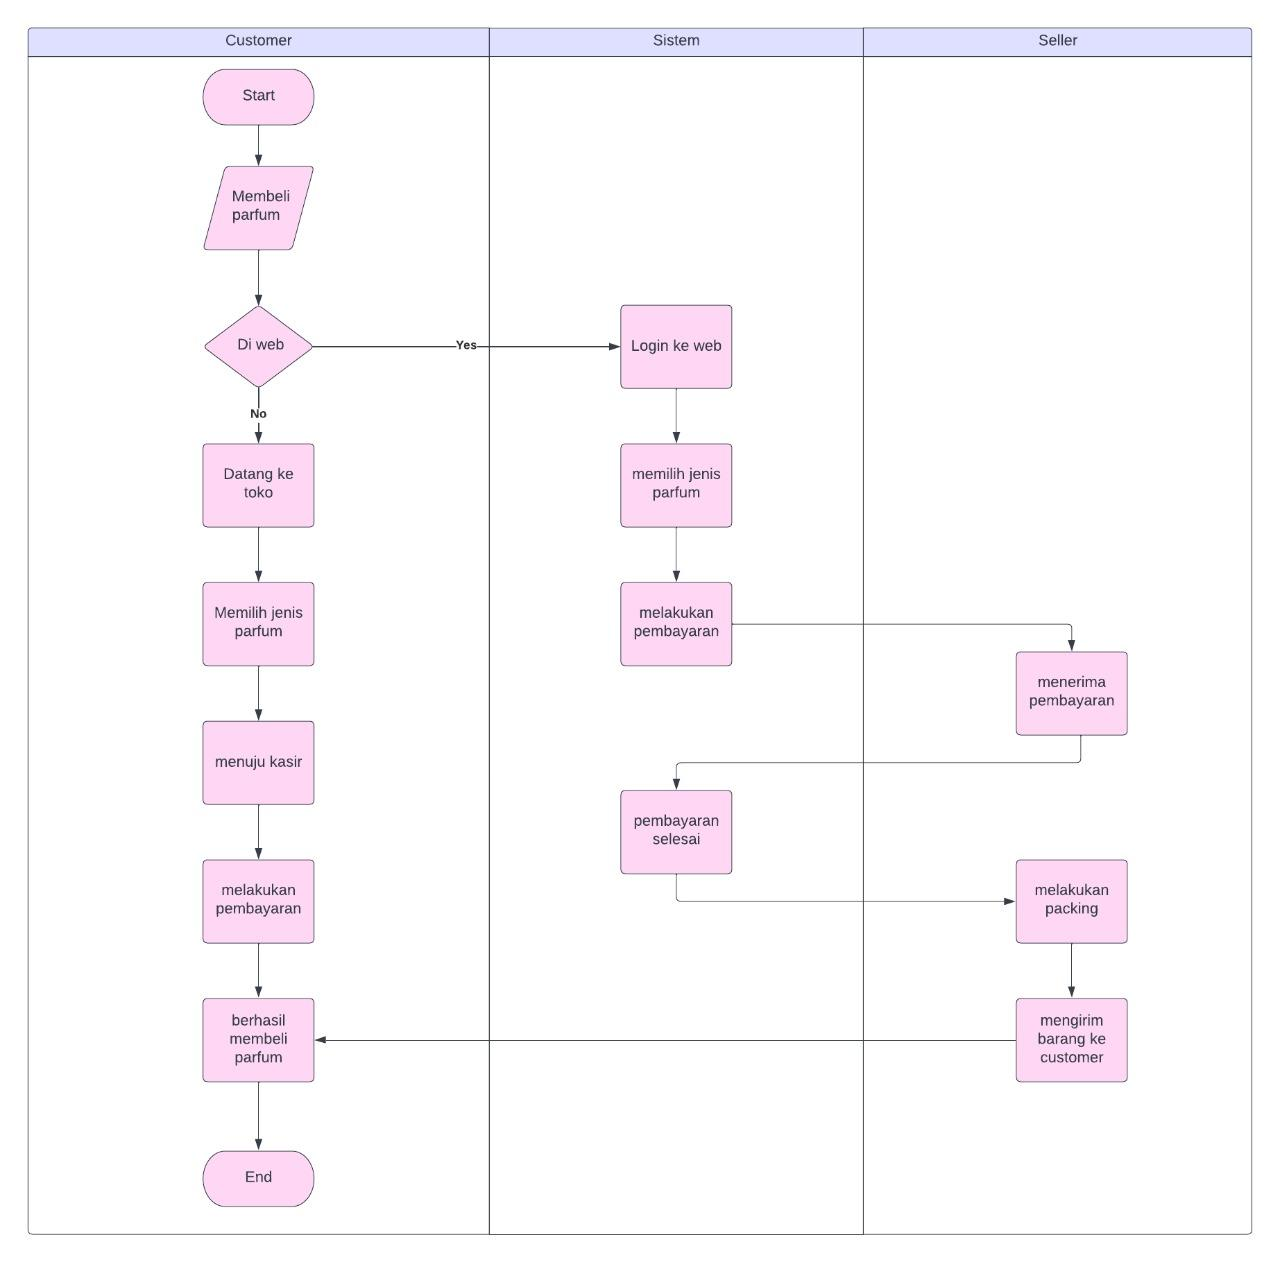 Customer
Sistem
Seller
Start
Membeli
parfum
Di web
Yes
Login ke web
No
Datang ke
toko
memilih jenis
parfum
Memilih jenis
parfum
melakukan
pembayaran
menerima
pembayaran
menuju kasir
pembayaran
selesai
melakukan
pembayaran
melakukan
packing
berhasil
membeli
parfum
mengirim
barang ke
customer
End